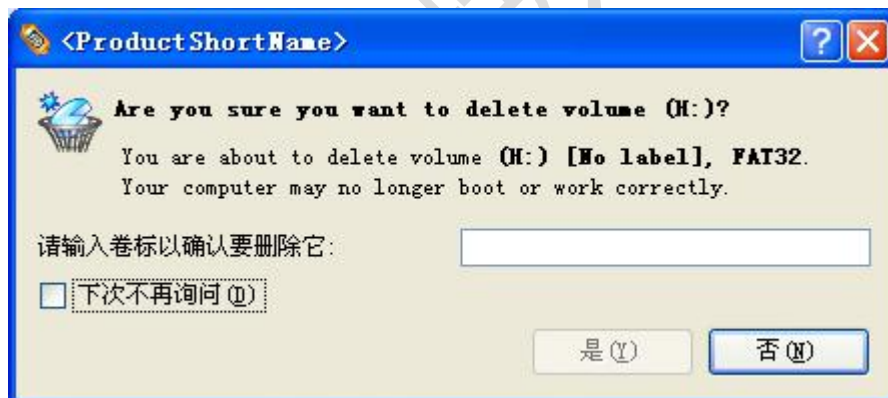 <ProductShortName>
Are you sure you want to delete volume (H:)?
You are about to delete volume (H:) [No label], FAT32.
Your computer may no longer boot or work correctly.
请输入卷标以确认要删除它:
下次不再询问(D)
是(Y)
否(N)